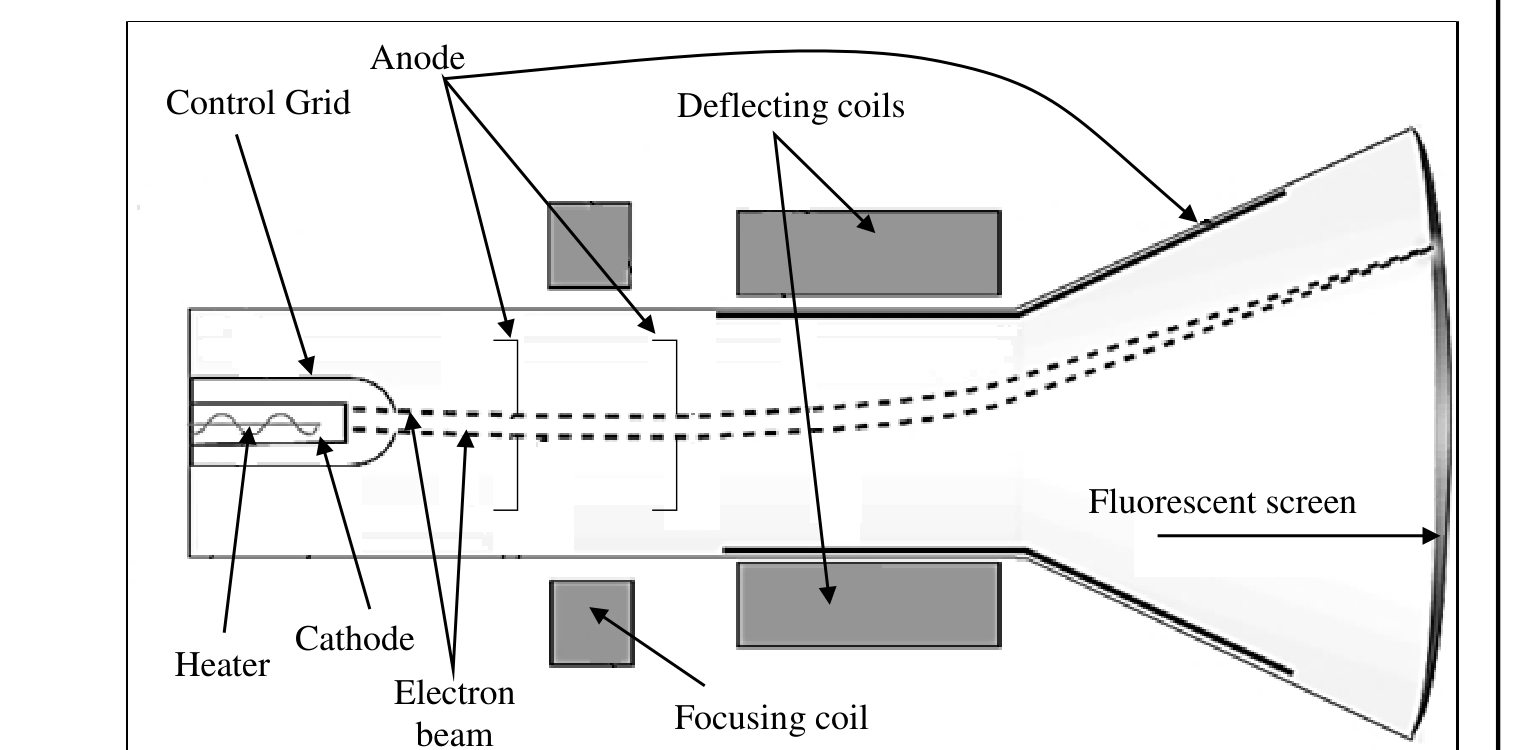 Anode
Control Grid
Deflecting coils
Fluorescent screen
Cathode
Heater
Electron
beam
Focusing coil